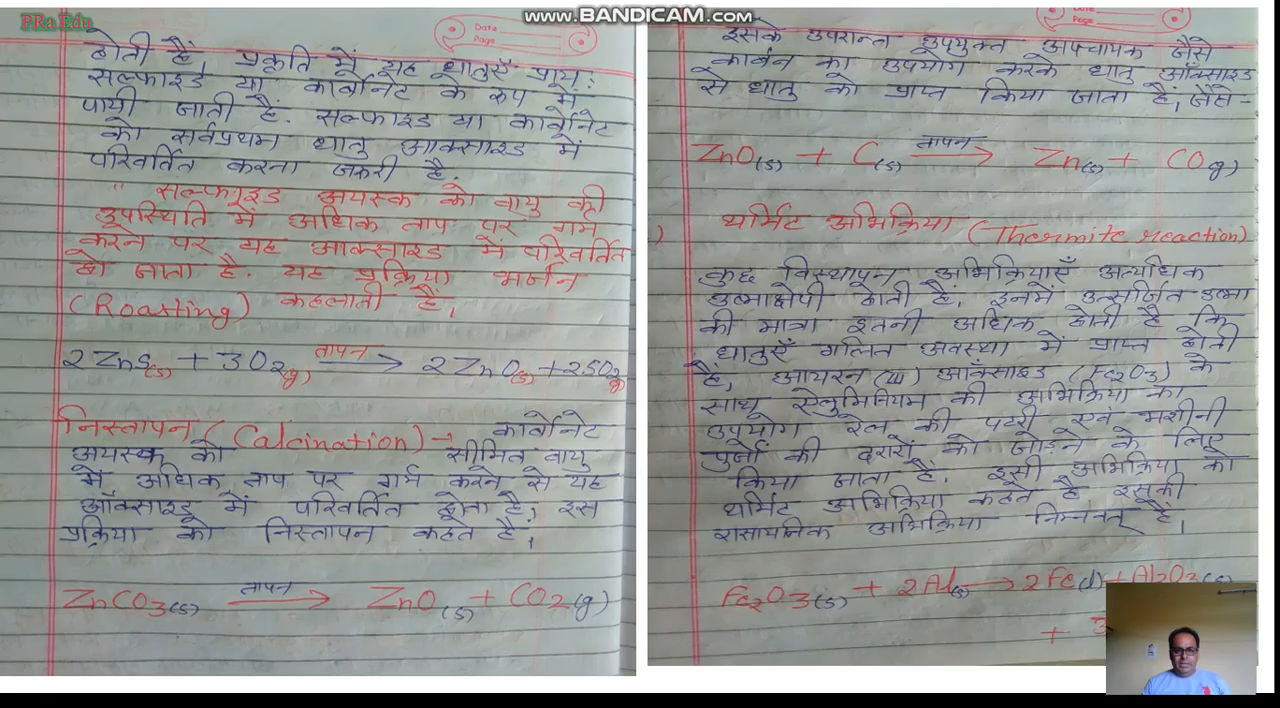 PRa Edu
www.BANDICAM.com
Date
Page
होती हैं, प्रकृति में यह धातुएँ प्राय:
सल्फाइड या कार्बोनेट के रूप में
पायी जाती हैं. सल्फाइड या कार्बोनेट
को सर्वप्रथम धातु आक्साइड में
परिवर्तित करना जरुरी है.
" सल्फाइड अयस्क को वायु की
उपस्थिति में अधिक ताप पर गर्म
करने पर यह आक्साइड में परिवर्तित
हो जाता है. यह प्रक्रिया भर्जन
(Roasting) कहलाती है,
2ZnS(s) + 3O2(g) तापन → 2ZnO(s) + 2SO2(g)
निस्तापन (Calcination) → कार्बोनेट
अयस्क को सीमित वायु
में अधिक ताप पर गर्म करने से यह
ऑक्साइड में परिवर्तित होता है, इस
प्रक्रिया को निस्तापन कहते है,
ZnCO3(s) तापन → ZnO(s) + CO2(g)
Date
Page
इसके उपरान्त उपयुक्त अपचायक जैसे
कार्बन का उपयोग करके धातु ऑक्साइड
से धातु को प्राप्त किया जाता है, जैसे-
ZnO(s) + C(s) तापन → Zn(s) + CO(g)
) थर्मिट अभिक्रिया (Thermite reaction)
कुछ विस्थापन अभिक्रियाएँ अत्यधिक
उष्माक्षेपी होती हैं, इनमें उत्सर्जित उष्मा
की मात्रा इतनी अधिक होती है कि
धातुएँ गलित अवस्था में प्राप्त होती
हैं, आयरन (III) ऑक्साइड (Fe2O3) के
साथ ऐलुमिनियम की अभिक्रिया का
उपयोग रेल की पटरी एवं मशीनी
पुर्जो की दरारों को जोड़ने के लिए
किया जाता है. इसी अभिक्रिया को
थर्मिट अभिक्रिया कहते है इसकी
रासायनिक अभिक्रिया निम्नवत् है,
Fe2O3(s) + 2Al(s) → 2Fe(l) + Al2O3(s)
+